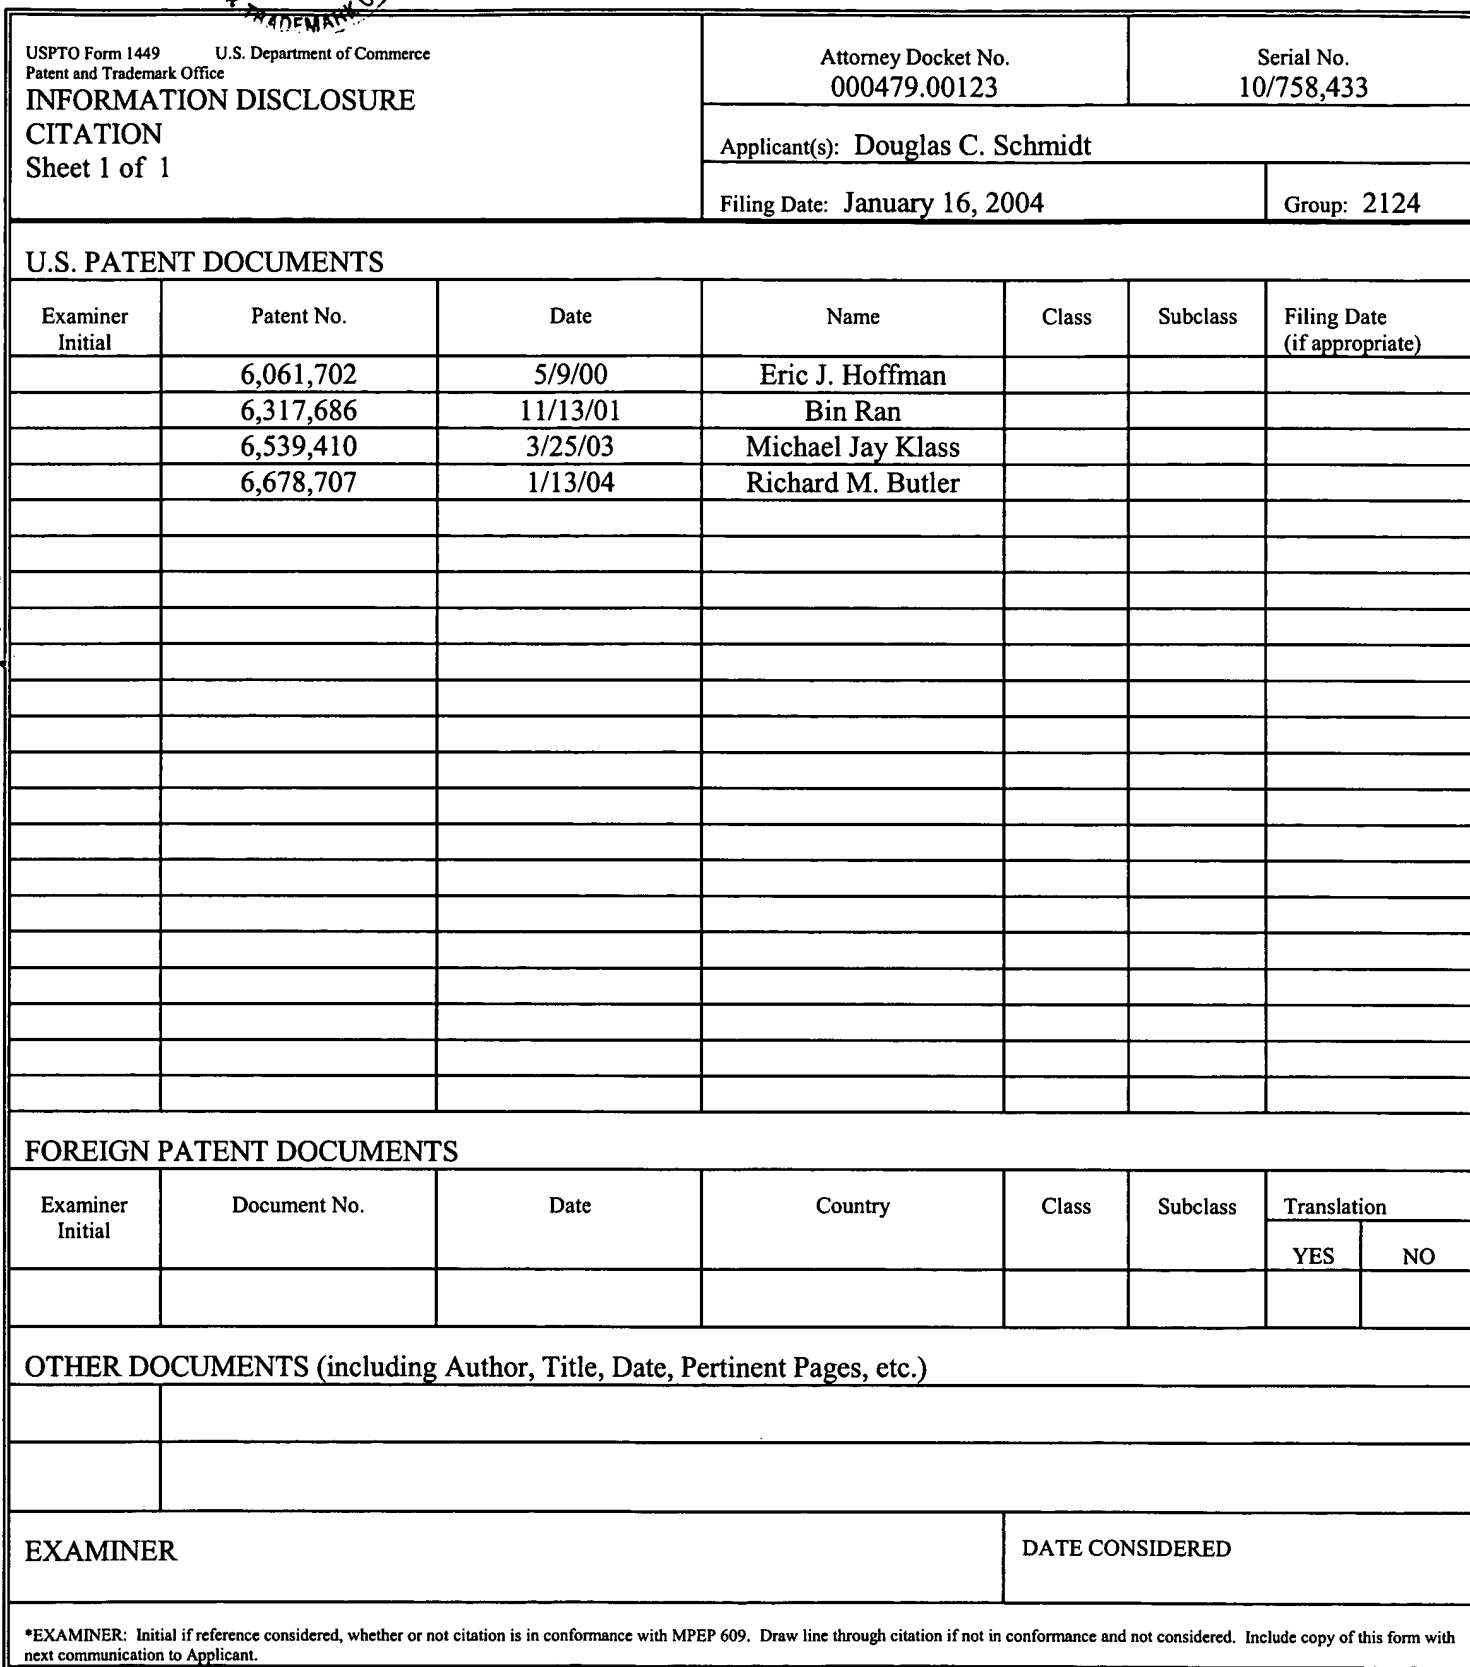 TRADEMARK
USPTO Form 1449 U.S. Department of Commerce
Patent and Trademark Office
INFORMATION DISCLOSURE
CITATION
Sheet 1 of 1
Attorney Docket No.
000479.00123
Serial No.
10/758,433
Applicant(s): Douglas C. Schmidt
Filing Date: January 16, 2004
Group: 2124
U.S. PATENT DOCUMENTS
Examiner
Initial
Patent No.
Date
Name
Class
Subclass
Filing Date
(if appropriate)
6,061,702 5/9/00 Eric J. Hoffman
6,317,686 11/13/01 Bin Ran
6,539,410 3/25/03 Michael Jay Klass
6,678,707 1/13/04 Richard M. Butler
FOREIGN PATENT DOCUMENTS
Examiner
Initial
Document No.
Date
Country
Class
Subclass
Translation
YES NO
OTHER DOCUMENTS (including Author, Title, Date, Pertinent Pages, etc.)
EXAMINER
DATE CONSIDERED
*EXAMINER: Initial if reference considered, whether or not citation is in conformance with MPEP 609. Draw line through citation if not in conformance and not considered. Include copy of this form with
next communication to Applicant.